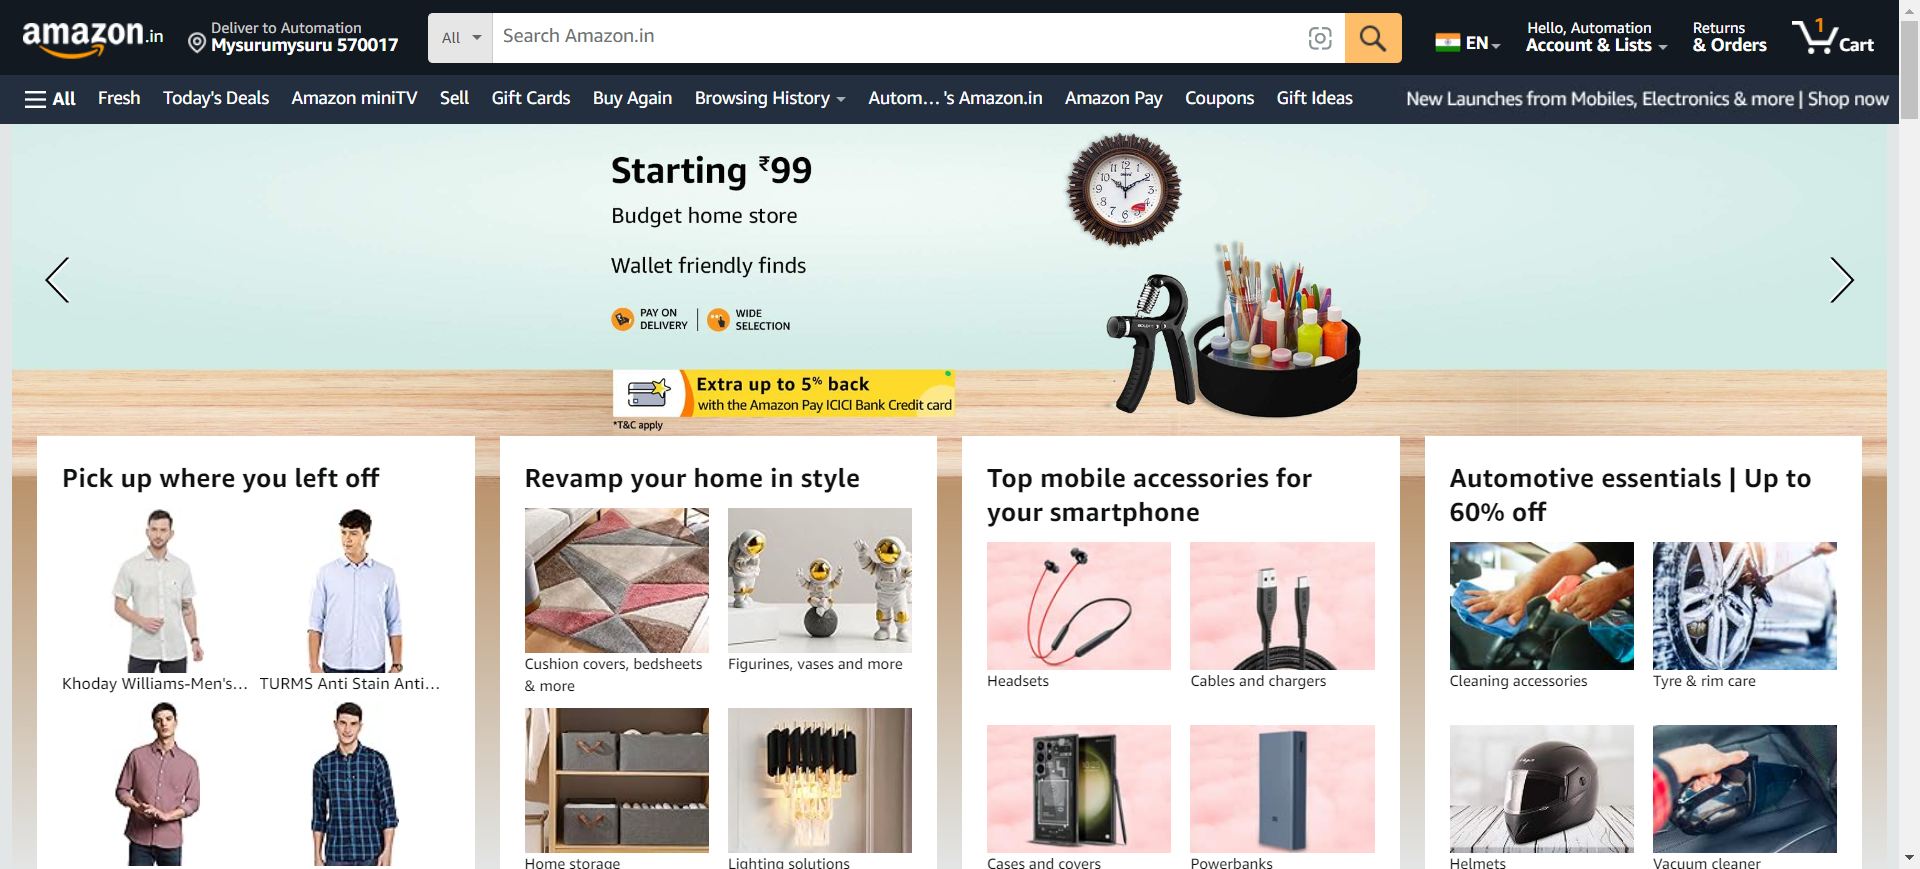 amazon.in
Deliver to Automation
Mysurumysuru 570017
All
Search Amazon.in
EN
Hello, Automation
Account & Lists
Returns
& Orders
1
Cart
All
Fresh
Today's Deals
Amazon miniTV
Sell
Gift Cards
Buy Again
Browsing History
Autom... 's Amazon.in
Amazon Pay
Coupons
Gift Ideas
New Launches from Mobiles, Electronics & more | Shop now
Starting ₹99
Budget home store
Wallet friendly finds
PAY ON
DELIVERY
WIDE
SELECTION
Extra up to 5% back
with the Amazon Pay ICICI Bank Credit card
*T&C apply
Pick up where you left off
Khoday Williams-Men's...
TURMS Anti Stain Anti...
Revamp your home in style
Cushion covers, bedsheets
& more
Figurines, vases and more
Home storage
Lighting solutions
Top mobile accessories for
your smartphone
Headsets
Cables and chargers
Cases and covers
Powerbanks
Automotive essentials | Up to
60% off
Cleaning accessories
Tyre & rim care
Helmets
Vacuum cleaner